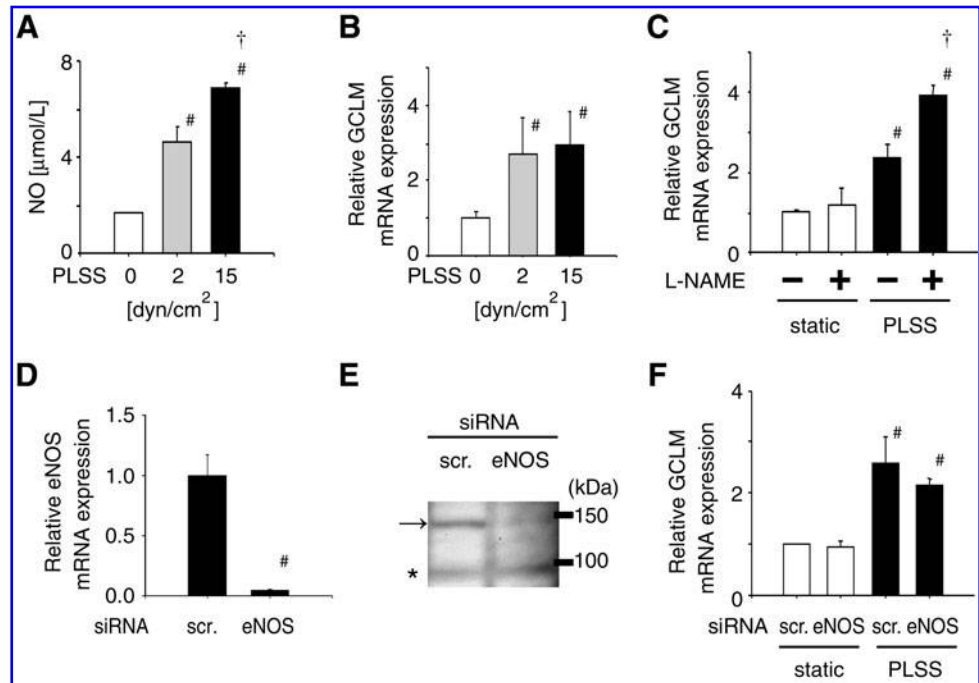 A
NO [μmol/L]
8
4
0
†
#
#
PLSS 0 2 15
[dyn/cm²]
B
Relative GCLM
mRNA expression
4
2
0
#
#
PLSS 0 2 15
[dyn/cm²]
C
Relative GCLM
mRNA expression
4
2
0
†
#
#
L-NAME − + − +
static PLSS
D
Relative eNOS
mRNA expression
1.5
1.0
0.5
0.0
#
siRNA scr. eNOS
E
siRNA
scr. eNOS
(kDa)
→ 150
100
*
F
Relative GCLM
mRNA expression
4
2
0
#
#
siRNA scr. eNOS scr. eNOS
static PLSS